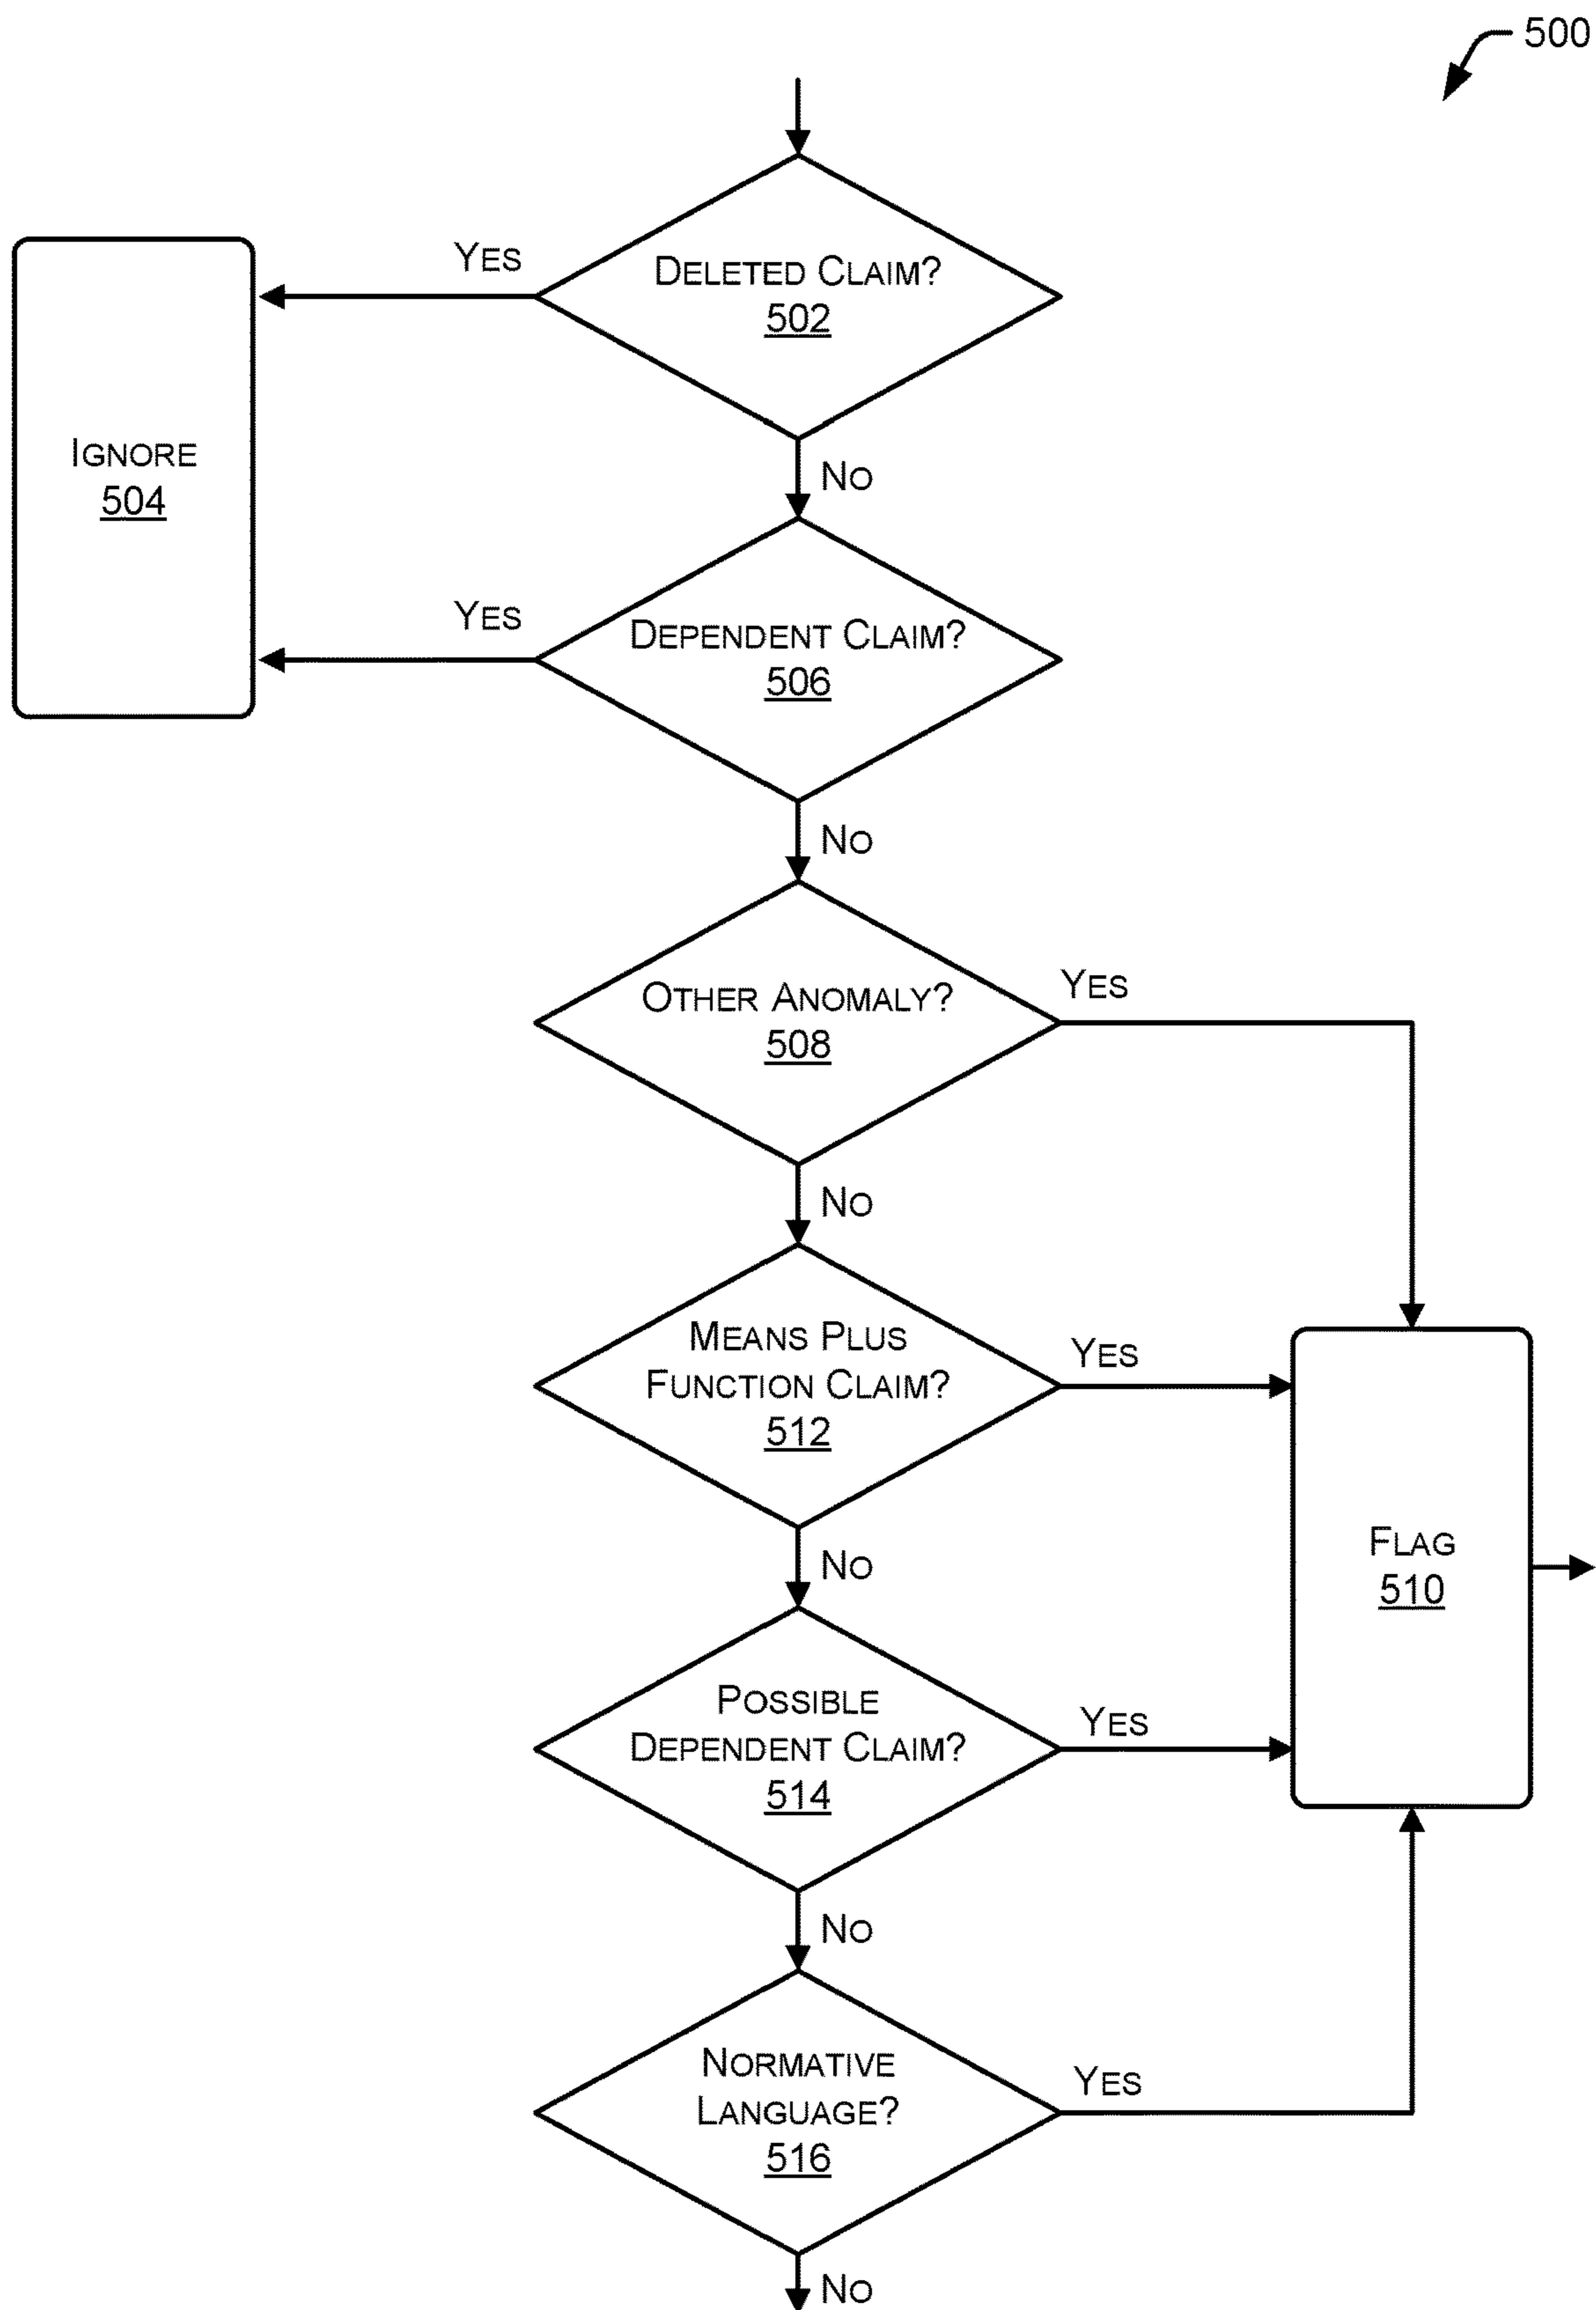 500
YES
DELETED CLAIM?
502
IGNORE
504
NO
YES
DEPENDENT CLAIM?
506
NO
OTHER ANOMALY?
508
YES
NO
MEANS PLUS
FUNCTION CLAIM?
512
YES
FLAG
510
NO
POSSIBLE
DEPENDENT CLAIM?
514
YES
NO
NORMATIVE
LANGUAGE?
516
YES
NO